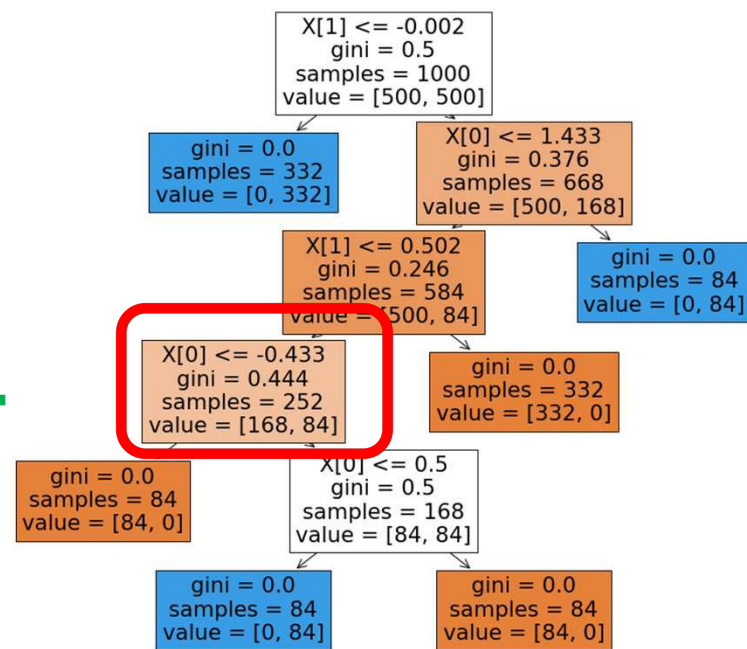 X[1] <= -0.002
gini = 0.5
samples = 1000
value = [500, 500]
gini = 0.0
samples = 332
value = [0, 332]
X[0] <= 1.433
gini = 0.376
samples = 668
value = [500, 168]
X[1] <= 0.502
gini = 0.246
samples = 584
value = [500, 84]
gini = 0.0
samples = 84
value = [0, 84]
X[0] <= -0.433
gini = 0.444
samples = 252
value = [168, 84]
gini = 0.0
samples = 332
value = [332, 0]
gini = 0.0
samples = 84
value = [84, 0]
X[0] <= 0.5
gini = 0.5
samples = 168
value = [84, 84]
gini = 0.0
samples = 84
value = [0, 84]
gini = 0.0
samples = 84
value = [84, 0]